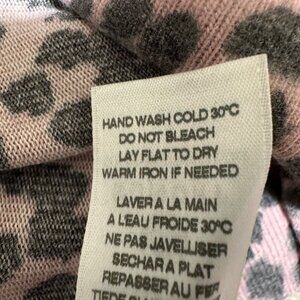 HAND WASH COLD 30°C
DO NOT BLEACH
LAY FLAT TO DRY
WARM IRON IF NEEDED
LAVER A LA MAIN
A L'EAU FROIDE 30°C
NE PAS JAVELLISER
SECHAR A PLAT
REPASSER AU FER
TIEDE